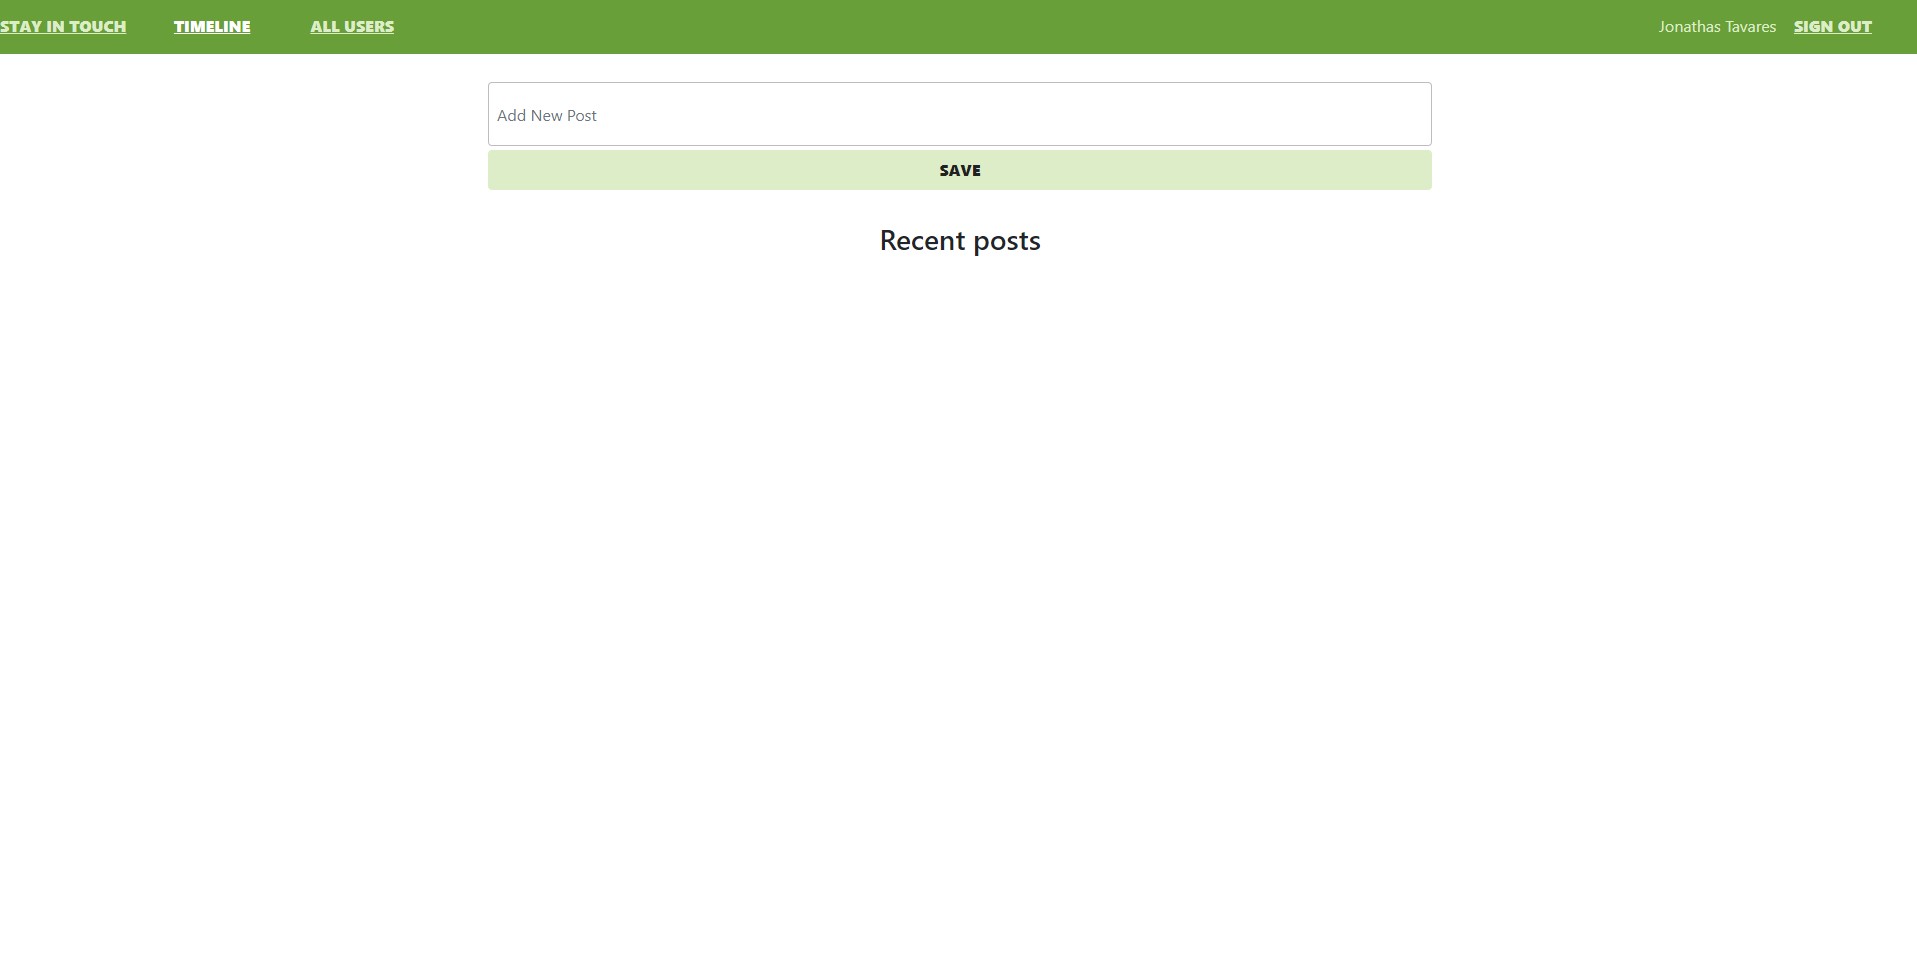 STAY IN TOUCH TIMELINE ALL USERS Jonathas Tavares SIGN OUT
Add New Post
SAVE
Recent posts